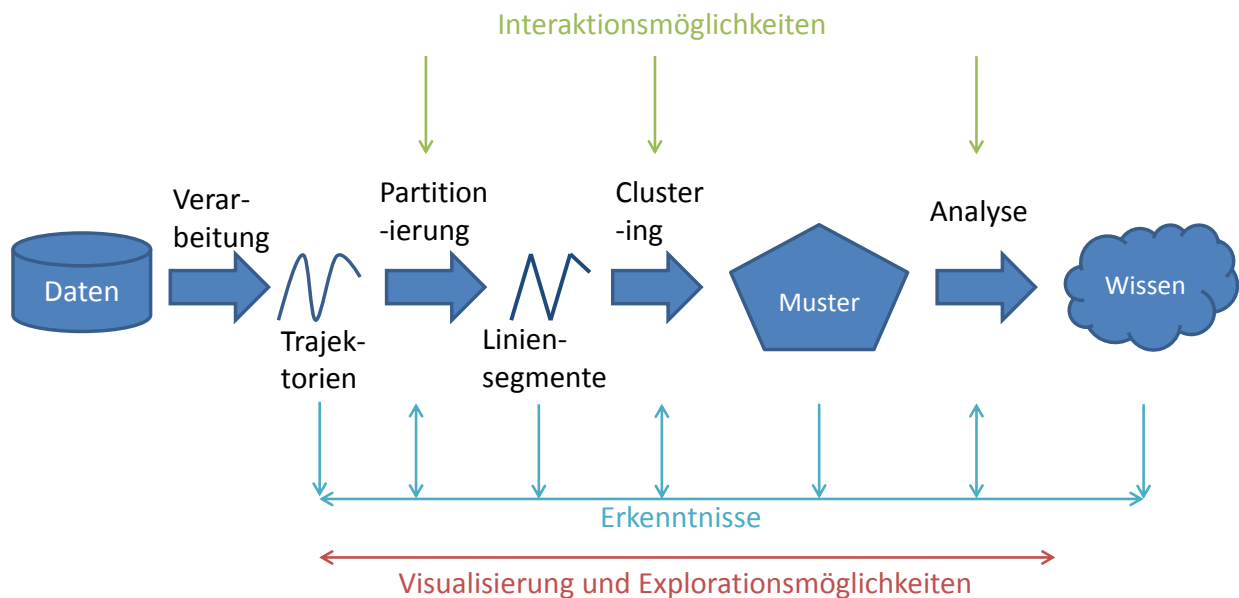 Interaktionsmöglichkeiten
Verar-
beitung
Partition
-ierung
Cluster
-ing
Analyse
Daten
Trajek-
torien
Linien-
segmente
Muster
Wissen
Erkenntnisse
Visualisierung und Explorationsmöglichkeiten